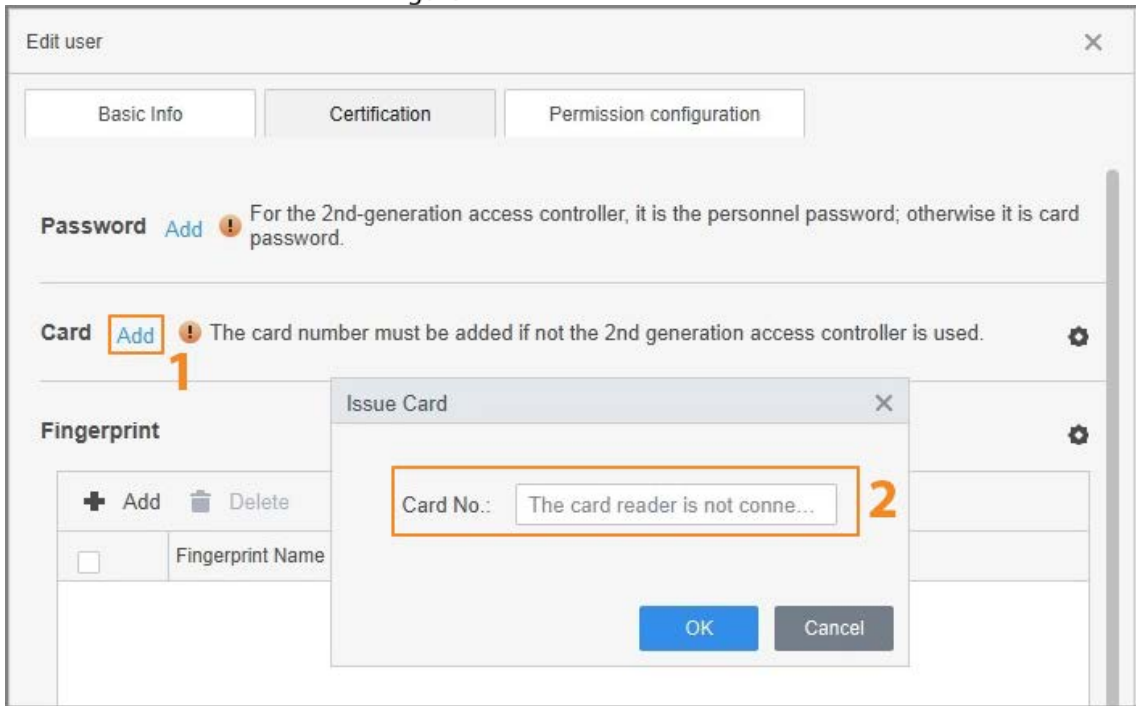 Edit user
Basic Info Certification Permission configuration
Password Add For the 2nd-generation access controller, it is the personnel password; otherwise it is card
password.
Card Add The card number must be added if not the 2nd generation access controller is used.
1
Issue Card
Fingerprint
Add Delete
Card No.: The card reader is not conne... 2
Fingerprint Name
OK Cancel